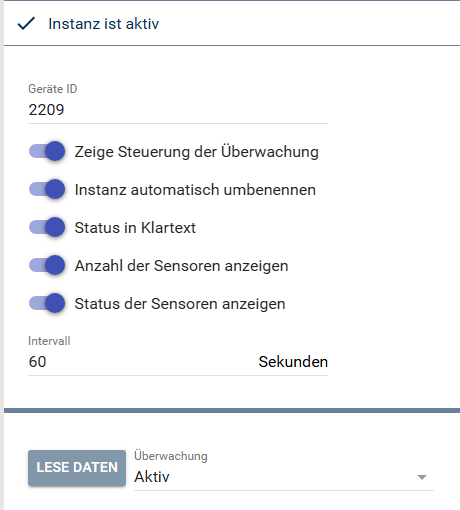 Instanz ist aktiv
Geräte ID
2209
Zeige Steuerung der Überwachung
Instanz automatisch umbenennen
Status in Klartext
Anzahl der Sensoren anzeigen
Status der Sensoren anzeigen
Intervall
60 Sekunden
LESE DATEN
Überwachung
Aktiv